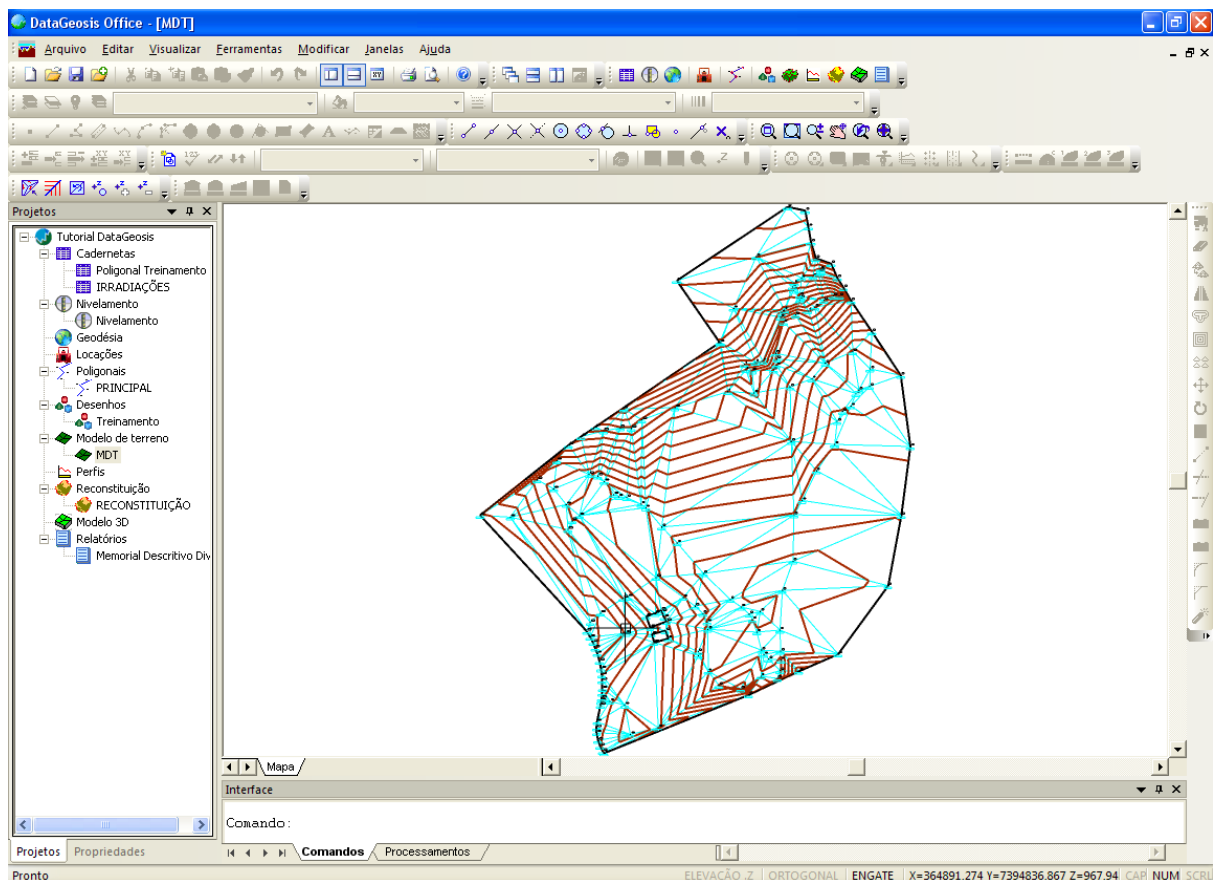 DataGeosis Office - [MDT]
Arquivo Editar Visualizar Ferramentas Modificar Janelas Ajuda
Projetos
Tutorial DataGeosis
Cadernetas
Poligonal Treinamento
IRRADIAÇÕES
Nivelamento
Nivelamento
Geodésia
Locações
Poligonais
PRINCIPAL
Desenhos
Treinamento
Modelo de terreno
MDT
Perfis
Reconstituição
RECONSTITUIÇÃO
Modelo 3D
Relatórios
Memorial Descritivo Div
Projetos Propriedades
Mapa
Interface
Comando:
Comandos Processamentos
Pronto
ELEVAÇÃO .Z ORTOGONAL ENGATE X=364891.274 Y=7394836.867 Z=967.94 CAP NUM SCRL